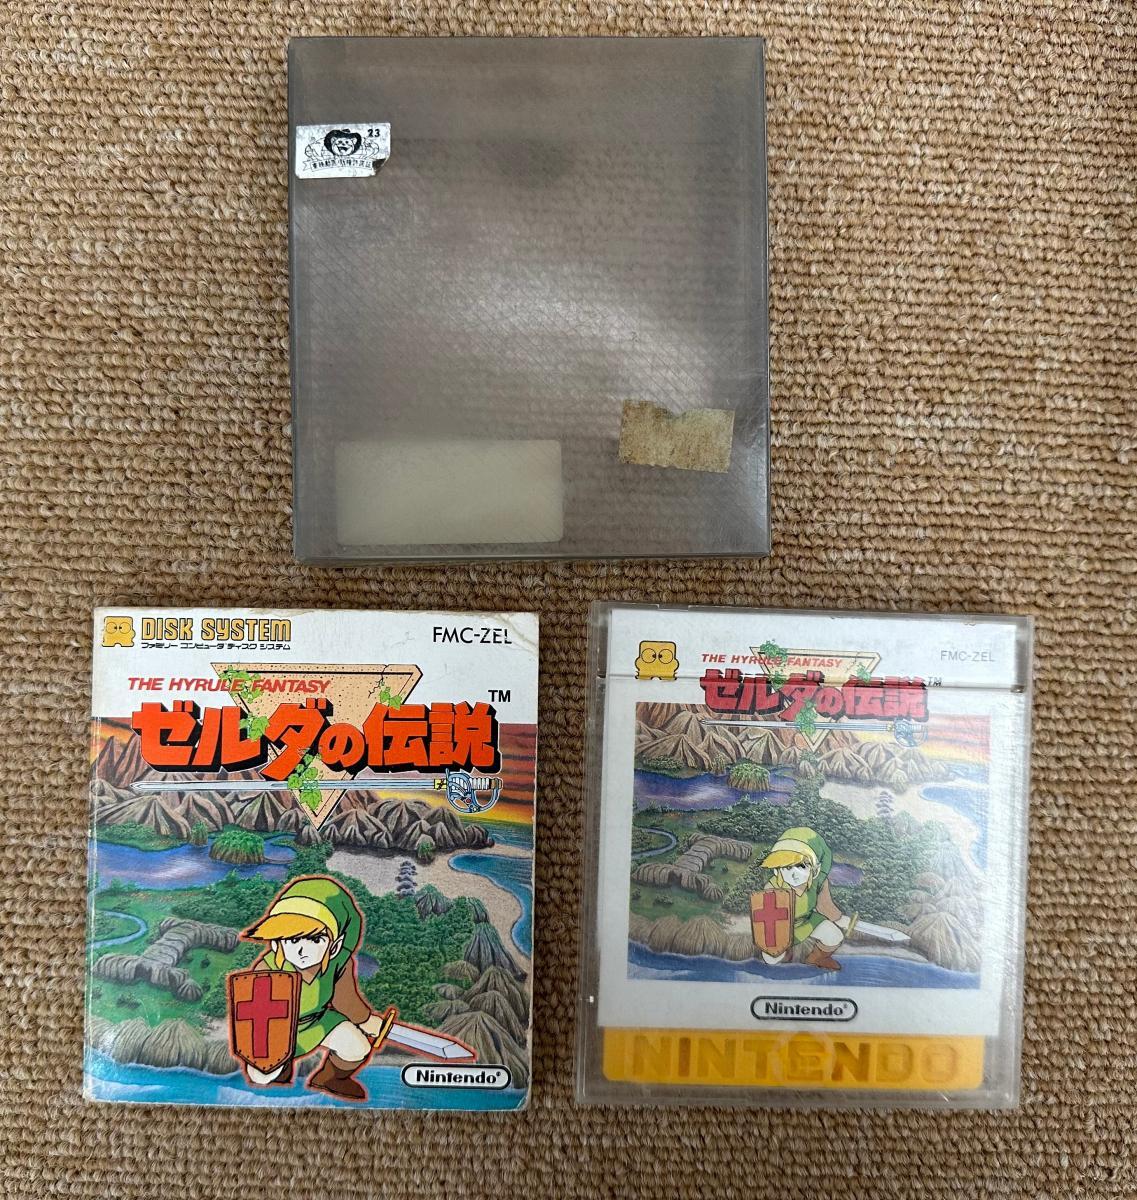 23
DISK SYSTEM
ファミリー コンピュータ ディスク システム
FMC-ZEL
THE HYRULE FANTASY
ゼルダの伝説
TM
Nintendo®
FMC-ZEL
THE HYRULE FANTASY
ゼルダの伝説
TM
Nintendo®
NINTENDO